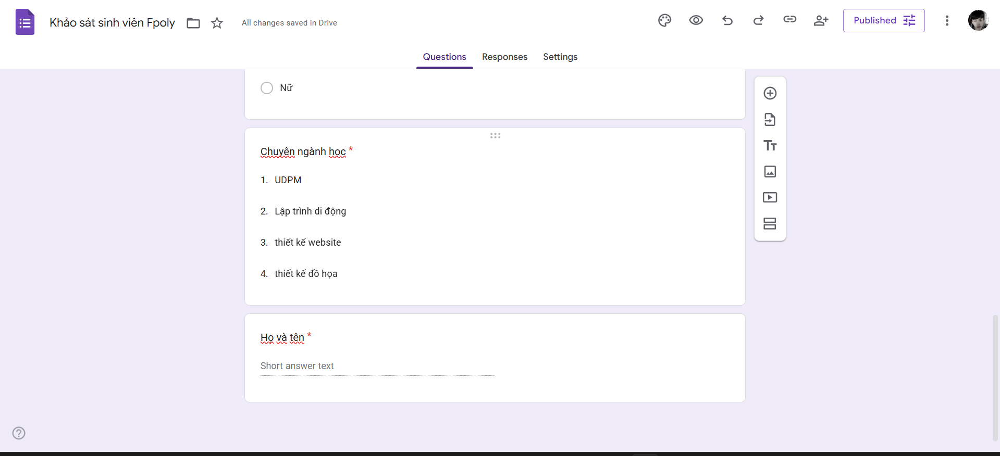 Khảo sát sinh viên Fpoly
All changes saved in Drive
Published
Questions
Responses
Settings
Nữ
Chuyên ngành học *
1. UDPM
2. Lập trình di động
3. thiết kế website
4. thiết kế đồ họa
Họ và tên *
Short answer text